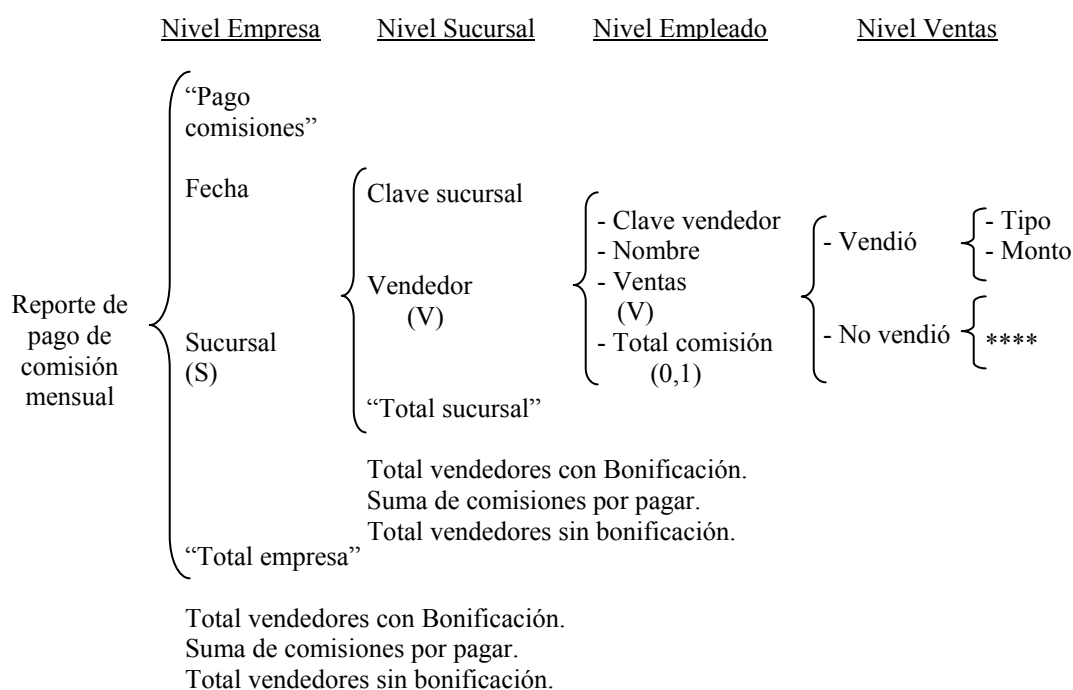 Nivel Empresa Nivel Sucursal Nivel Empleado Nivel Ventas
“Pago
comisiones”
Fecha
Sucursal
(S)
“Total empresa”
Total vendedores con Bonificación.
Suma de comisiones por pagar.
Total vendedores sin bonificación.
Reporte de
pago de
comisión
mensual
Clave sucursal
Vendedor
(V)
“Total sucursal”
Total vendedores con Bonificación.
Suma de comisiones por pagar.
Total vendedores sin bonificación.
- Clave vendedor
- Nombre
- Ventas
(V)
- Total comisión
(0,1)
- Vendió
- No vendió
- Tipo
- Monto
****